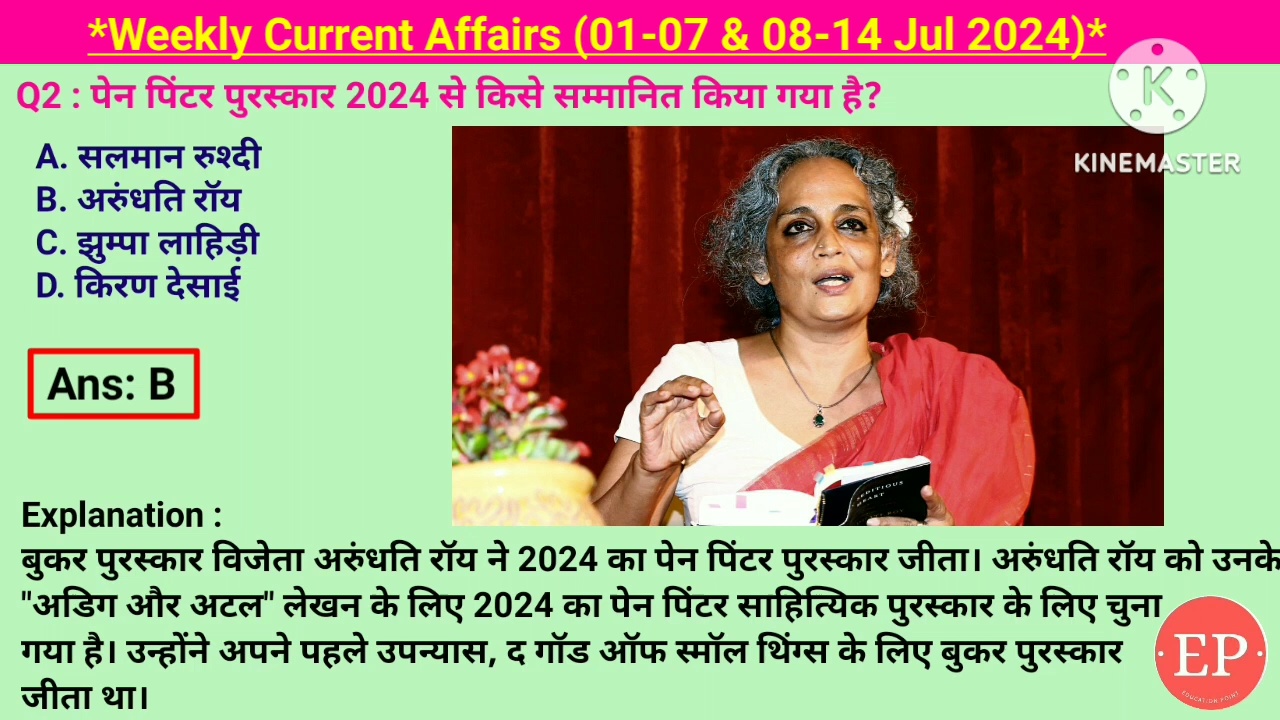 *Weekly Current Affairs (01-07 & 08-14 Jul 2024)*
Q2 : पेन पिंटर पुरस्कार 2024 से किसे सम्मानित किया गया है?
K
KINEMASTER
A. सलमान रुश्दी
B. अरुंधति रॉय
C. झुम्पा लाहिड़ी
D. किरण देसाई
Ans: B
Explanation :
बुकर पुरस्कार विजेता अरुंधति रॉय ने 2024 का पेन पिंटर पुरस्कार जीता। अरुंधति रॉय को उनके
"अडिग और अटल" लेखन के लिए 2024 का पेन पिंटर साहित्यिक पुरस्कार के लिए चुना
गया है। उन्होंने अपने पहले उपन्यास, द गॉड ऑफ स्मॉल थिंग्स के लिए बुकर पुरस्कार
जीता था।
EP
EDUCATION POINT